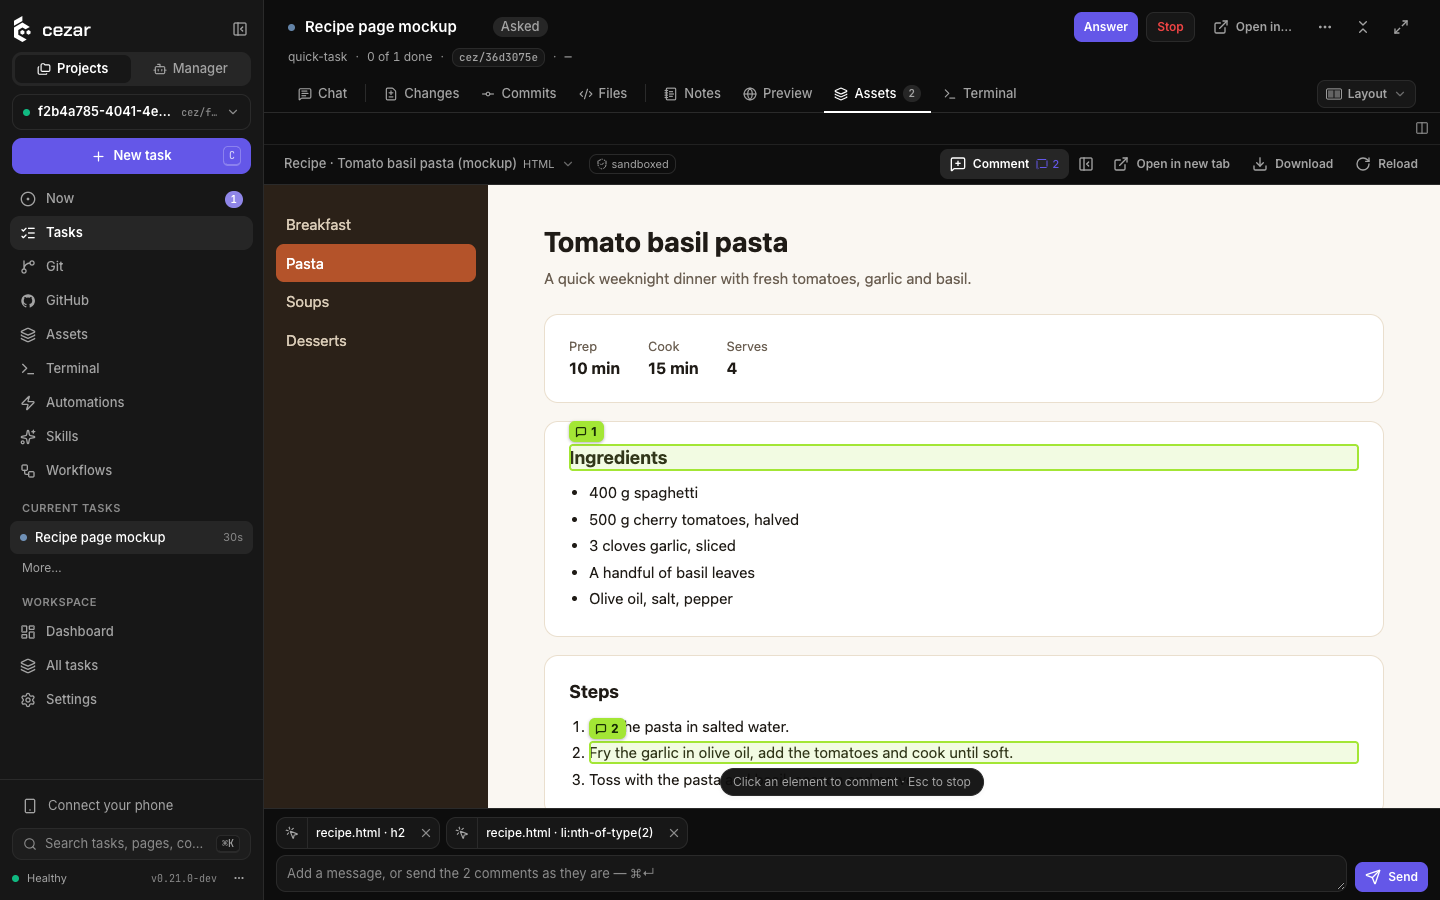 cezar
Projects
Manager
f2b4a785-4041-4e... cez/f…
New task C
Now 1
Tasks
Git
GitHub
Assets
Terminal
Automations
Skills
Workflows
CURRENT TASKS
Recipe page mockup 30s
More...
WORKSPACE
Dashboard
All tasks
Settings
Connect your phone
Search tasks, pages, co... ⌘K
Healthy v0.21.0-dev ···
Recipe page mockup Asked
Answer Stop Open in... ···
quick-task · 0 of 1 done · cez/36d3075e · –
Chat Changes Commits Files Notes Preview Assets 2 Terminal Layout
Recipe · Tomato basil pasta (mockup) HTML sandboxed
Comment 2 Open in new tab Download Reload
Breakfast
Pasta
Soups
Desserts
Tomato basil pasta
A quick weeknight dinner with fresh tomatoes, garlic and basil.
Prep Cook Serves
10 min 15 min 4
1
Ingredients
• 400 g spaghetti
• 500 g cherry tomatoes, halved
• 3 cloves garlic, sliced
• A handful of basil leaves
• Olive oil, salt, pepper
Steps
1. 2 he pasta in salted water.
2. Fry the garlic in olive oil, add the tomatoes and cook until soft.
3. Toss with the pasta
Click an element to comment · Esc to stop
recipe.html · h2 recipe.html · li:nth-of-type(2)
Add a message, or send the 2 comments as they are — ⌘↵
Send